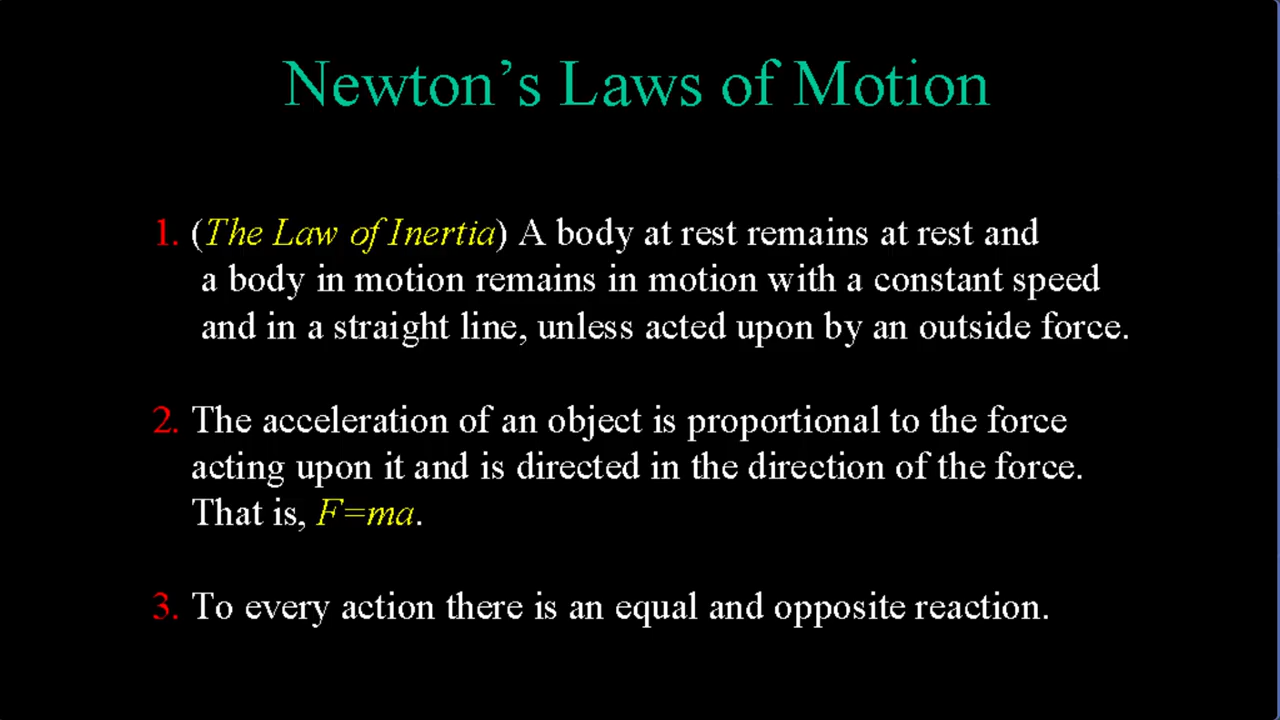 Newton’s Laws of Motion
1. (The Law of Inertia) A body at rest remains at rest and
a body in motion remains in motion with a constant speed
and in a straight line, unless acted upon by an outside force.
2. The acceleration of an object is proportional to the force
acting upon it and is directed in the direction of the force.
That is, F=ma.
3. To every action there is an equal and opposite reaction.